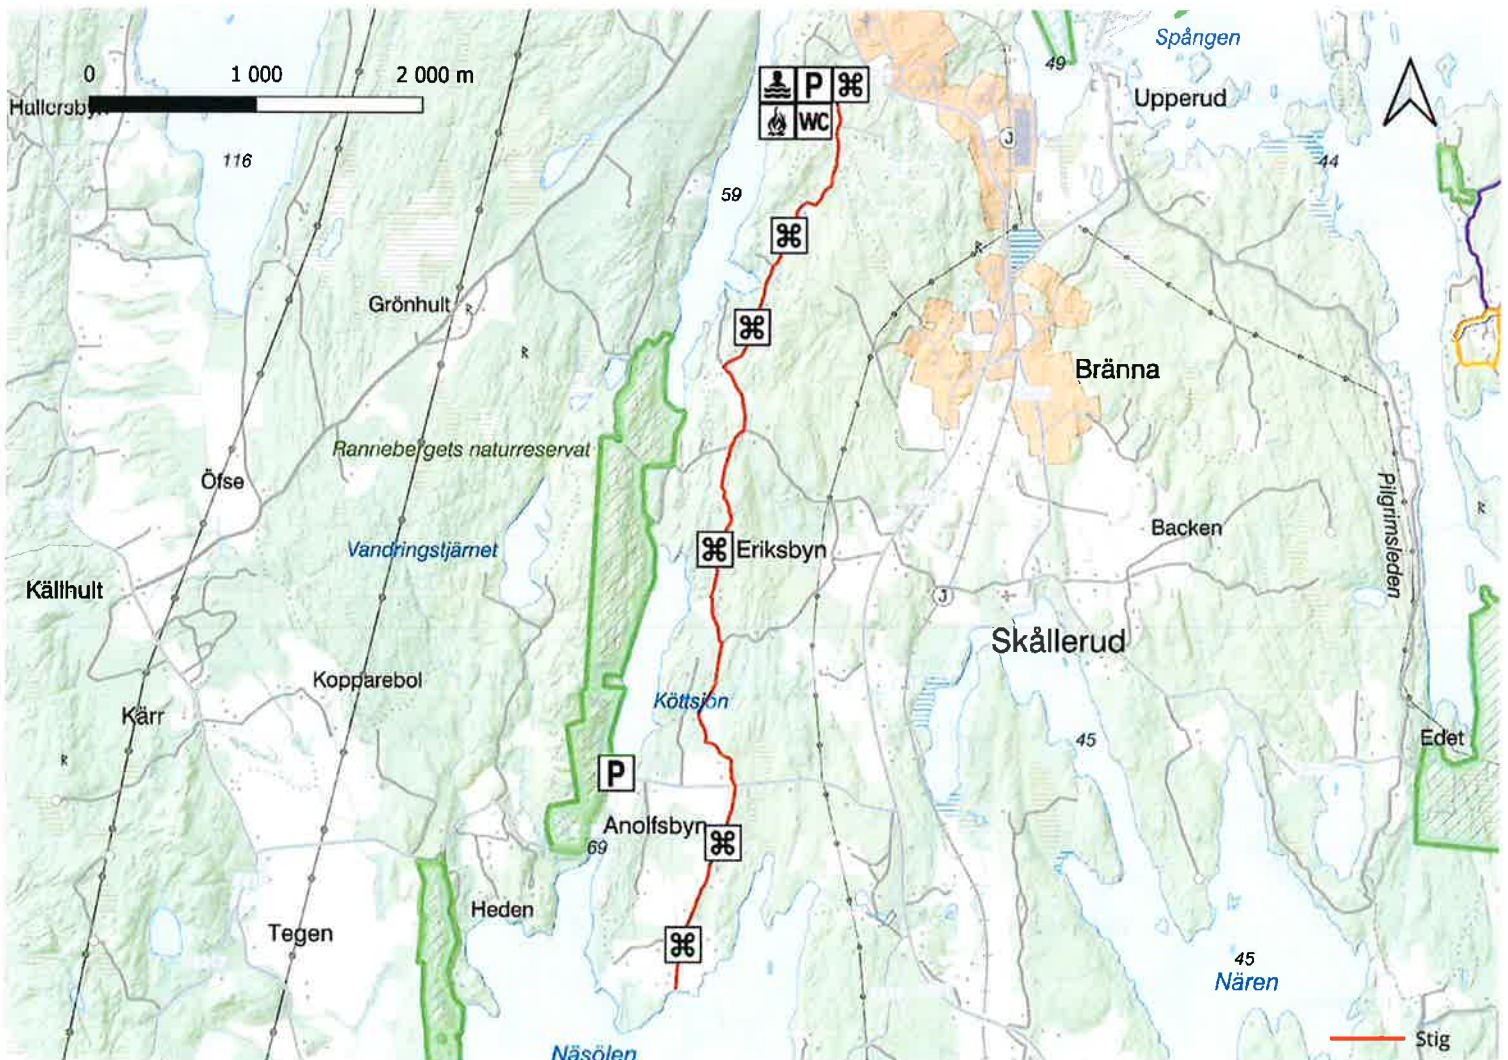 Spången
49
0 1 000 2 000 m
P
Hallersbyn
Upperud
WC
J
116
44
59
Grönhult
R
R
R
Bränna
Rannebergets naturreservat
Öfse
Pilgrimsleden
R
Backen
Vandringstjärnet
Eriksbyn
Källhult
J
Skållerud
Kopparebol
Köttsjön
Kärr
45
Edet
R
P
Anolfsbyn
69
Heden
Tegen
45
Nären
Stig
Näsölen